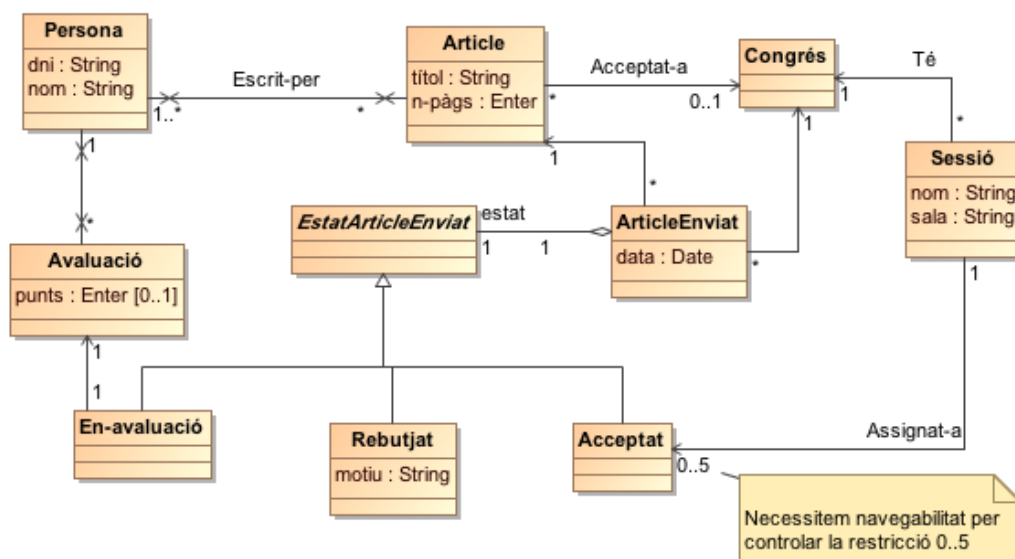 Persona
dni : String
nom : String
Escrit-per
1..*
*
Article
títol : String
n-pàgs : Enter
Acceptat-a
*
0..1
Congrés
Té
1
*
1
1
*
1
*
Sessió
nom : String
sala : String
1
EstatArticleEnviat
estat
1
1
ArticleEnviat
data : Date
*
1
*
Avaluació
punts : Enter [0..1]
1
1
En-avaluació
Rebutjat
motiu : String
Acceptat
Assignat-a
0..5
Necessitem navegabilitat per
controlar la restricció 0..5